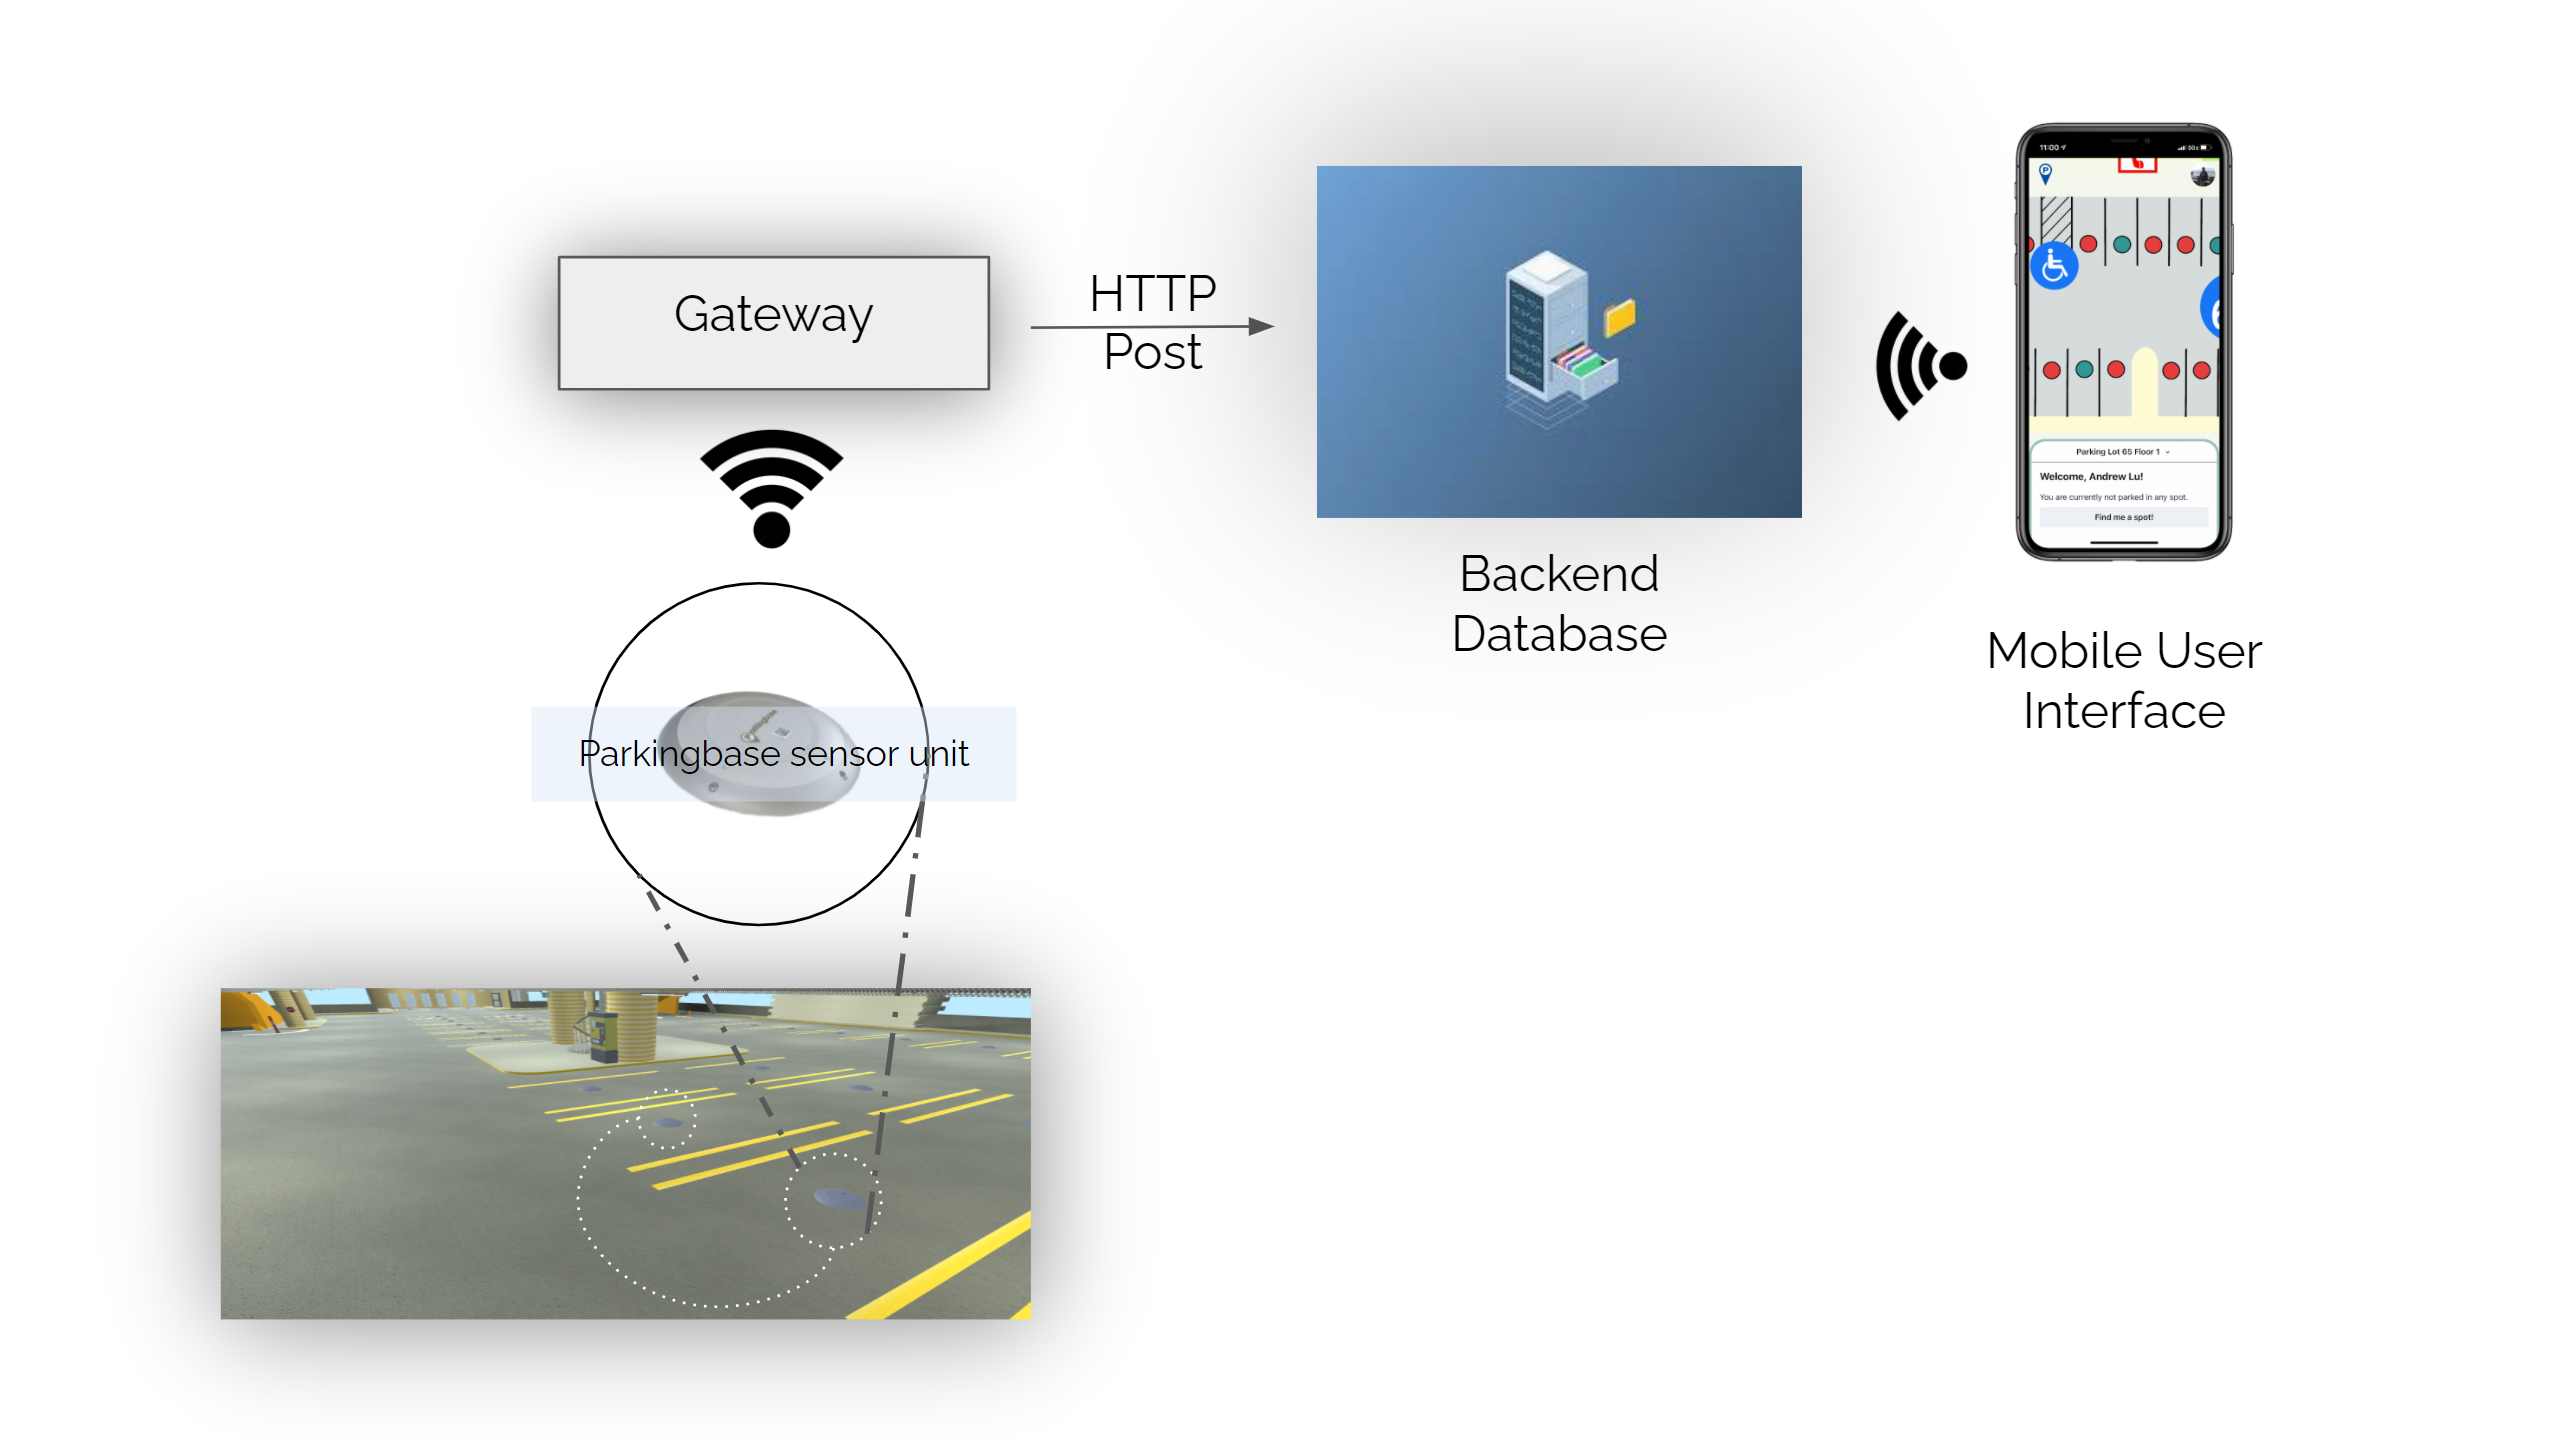 Gateway
HTTP
Post
Backend
Database
Mobile User
Interface
Parkingbase sensor unit
11:00
5G
P
Parking Lot 65 Floor 1
Welcome, Andrew Lu!
You are currently not parked in any spot.
Find me a spot!